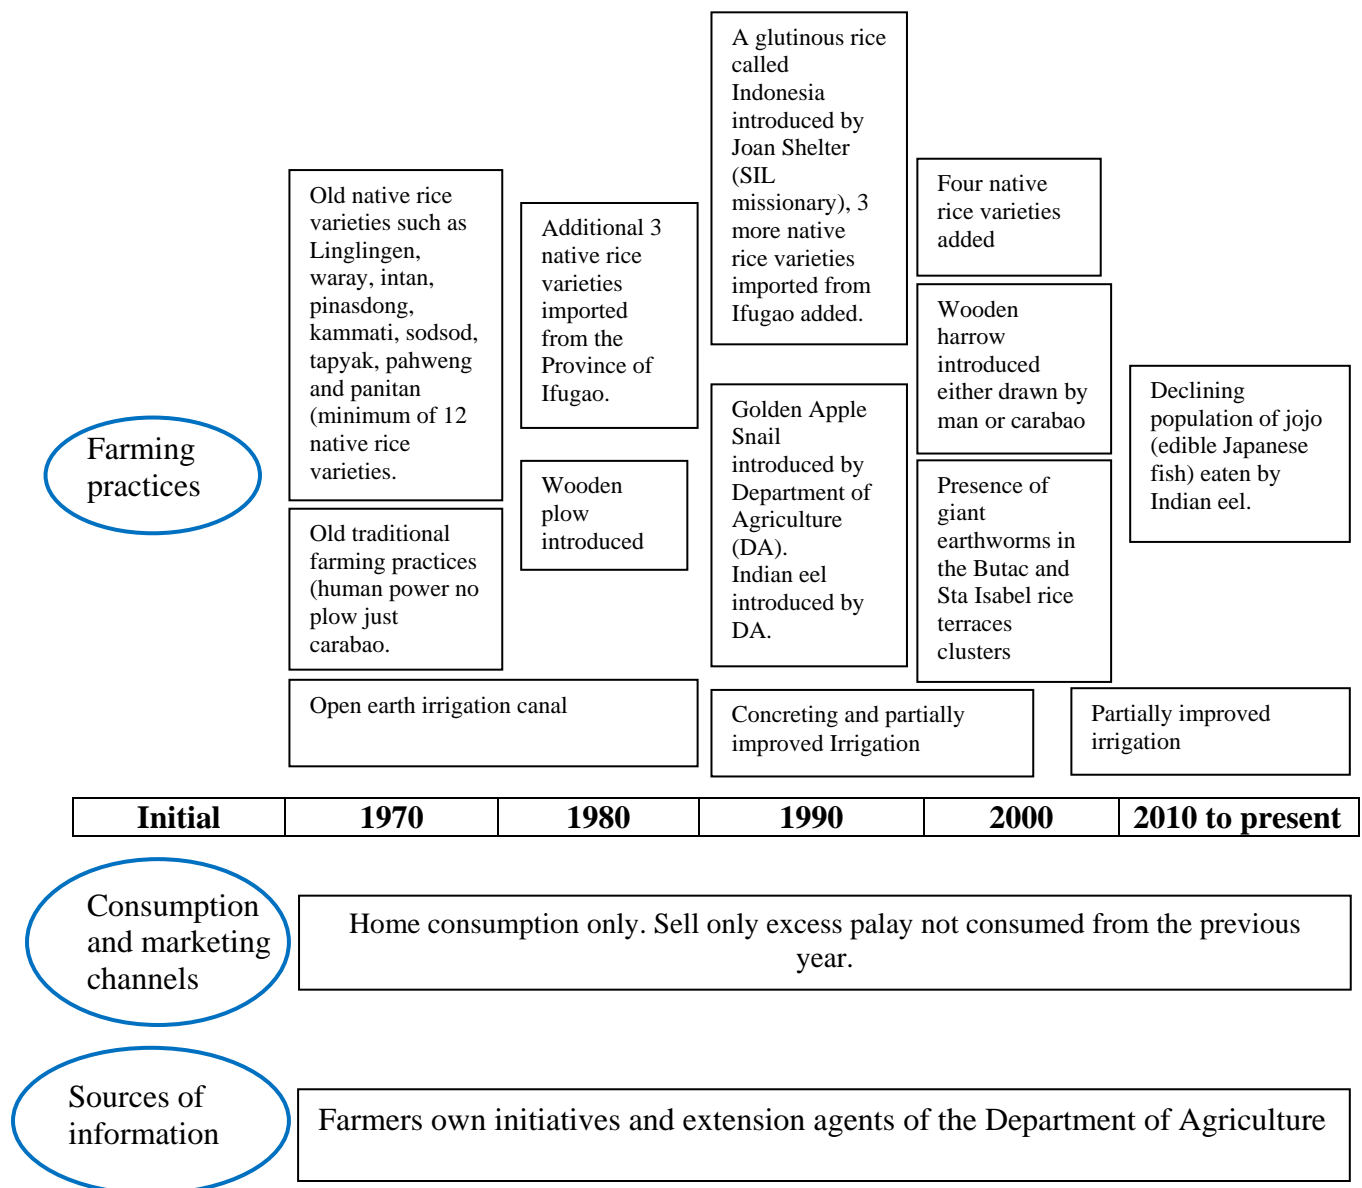 Farming
practices
Old native rice
varieties such as
Linglingen,
waray, intan,
pinasdong,
kammati, sodsod,
tapyak, pahweng
and panitan
(minimum of 12
native rice
varieties.
Old traditional
farming practices
(human power no
plow just
carabao.
Additional 3
native rice
varieties
imported
from the
Province of
Ifugao.
Wooden
plow
introduced
Open earth irrigation canal
A glutinous rice
called
Indonesia
introduced by
Joan Shelter
(SIL
missionary), 3
more native
rice varieties
imported from
Ifugao added.
Golden Apple
Snail
introduced by
Department of
Agriculture
(DA).
Indian eel
introduced by
DA.
Concreting and partially
improved Irrigation
Four native
rice varieties
added
Wooden
harrow
introduced
either drawn by
man or carabao
Presence of
giant
earthworms in
the Butac and
Sta Isabel rice
terraces
clusters
Declining
population of jojo
(edible Japanese
fish) eaten by
Indian eel.
Partially improved
irrigation
Initial 1970 1980 1990 2000 2010 to present
Consumption
and marketing
channels
Home consumption only. Sell only excess palay not consumed from the previous
year.
Sources of
information
Farmers own initiatives and extension agents of the Department of Agriculture